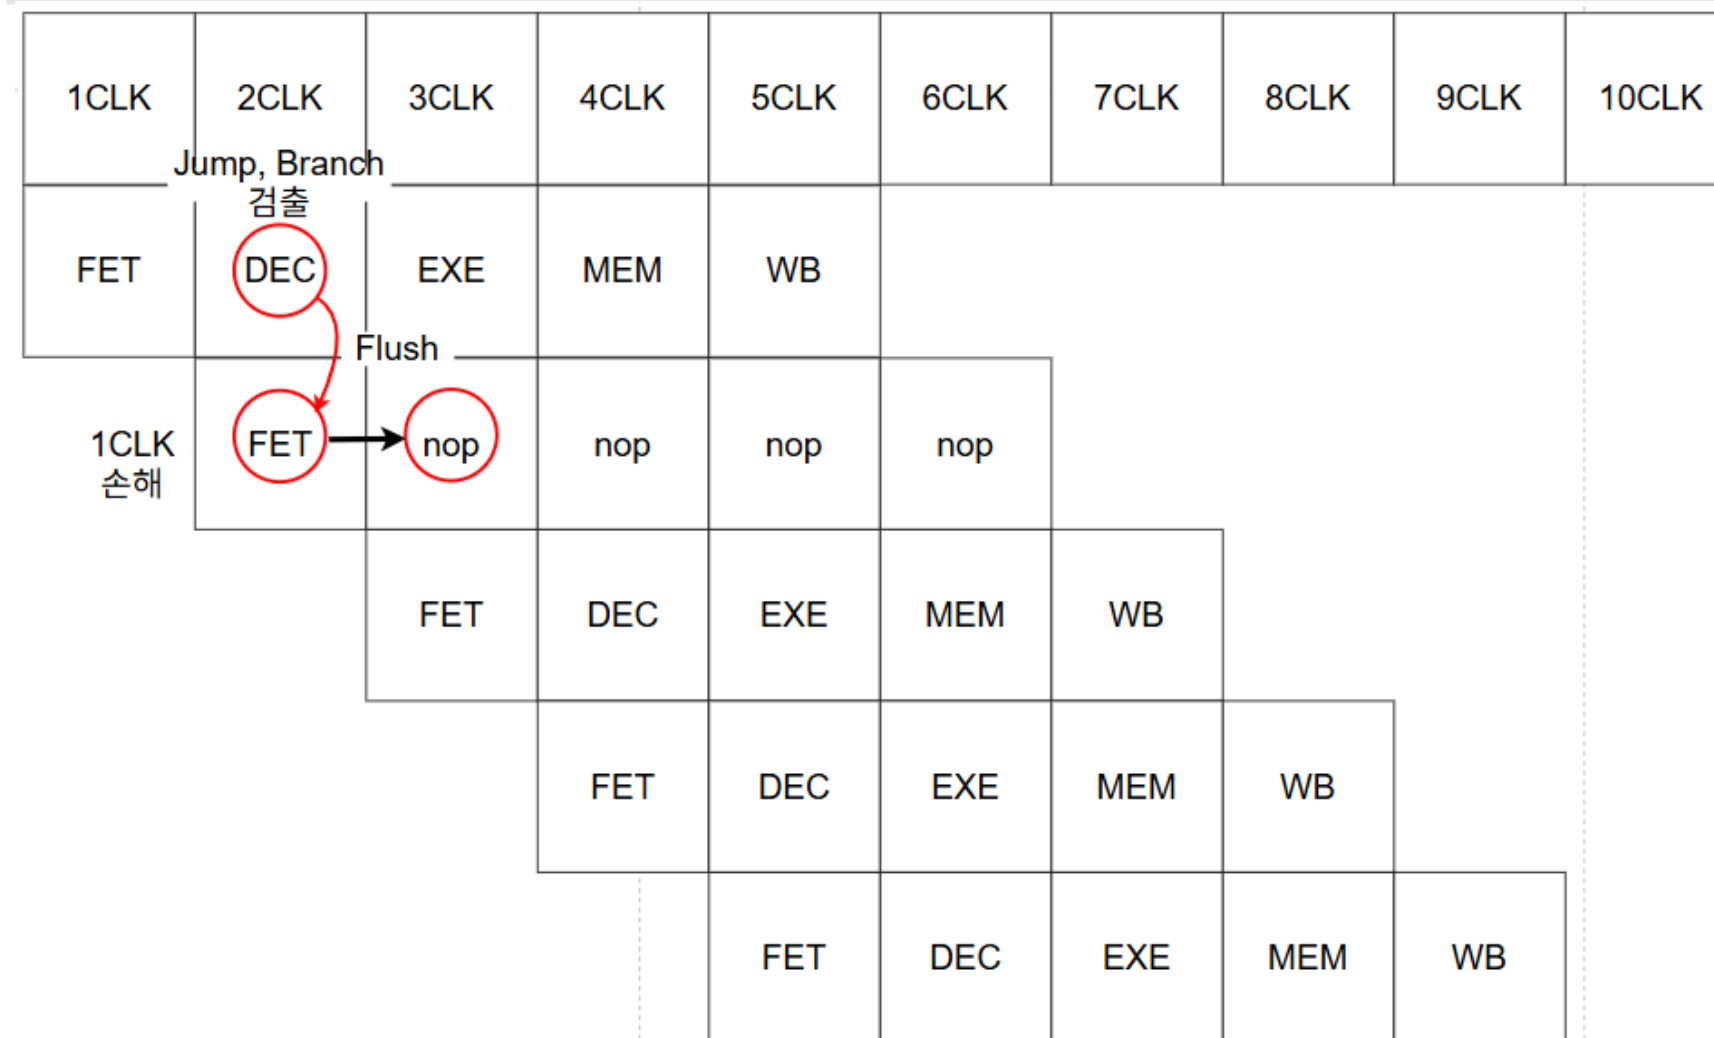 1CLK 2CLK 3CLK 4CLK 5CLK 6CLK 7CLK 8CLK 9CLK 10CLK
Jump, Branch
검출
FET DEC EXE MEM WB
Flush
1CLK
손해
FET nop nop nop nop
FET DEC EXE MEM WB
FET DEC EXE MEM WB
FET DEC EXE MEM WB